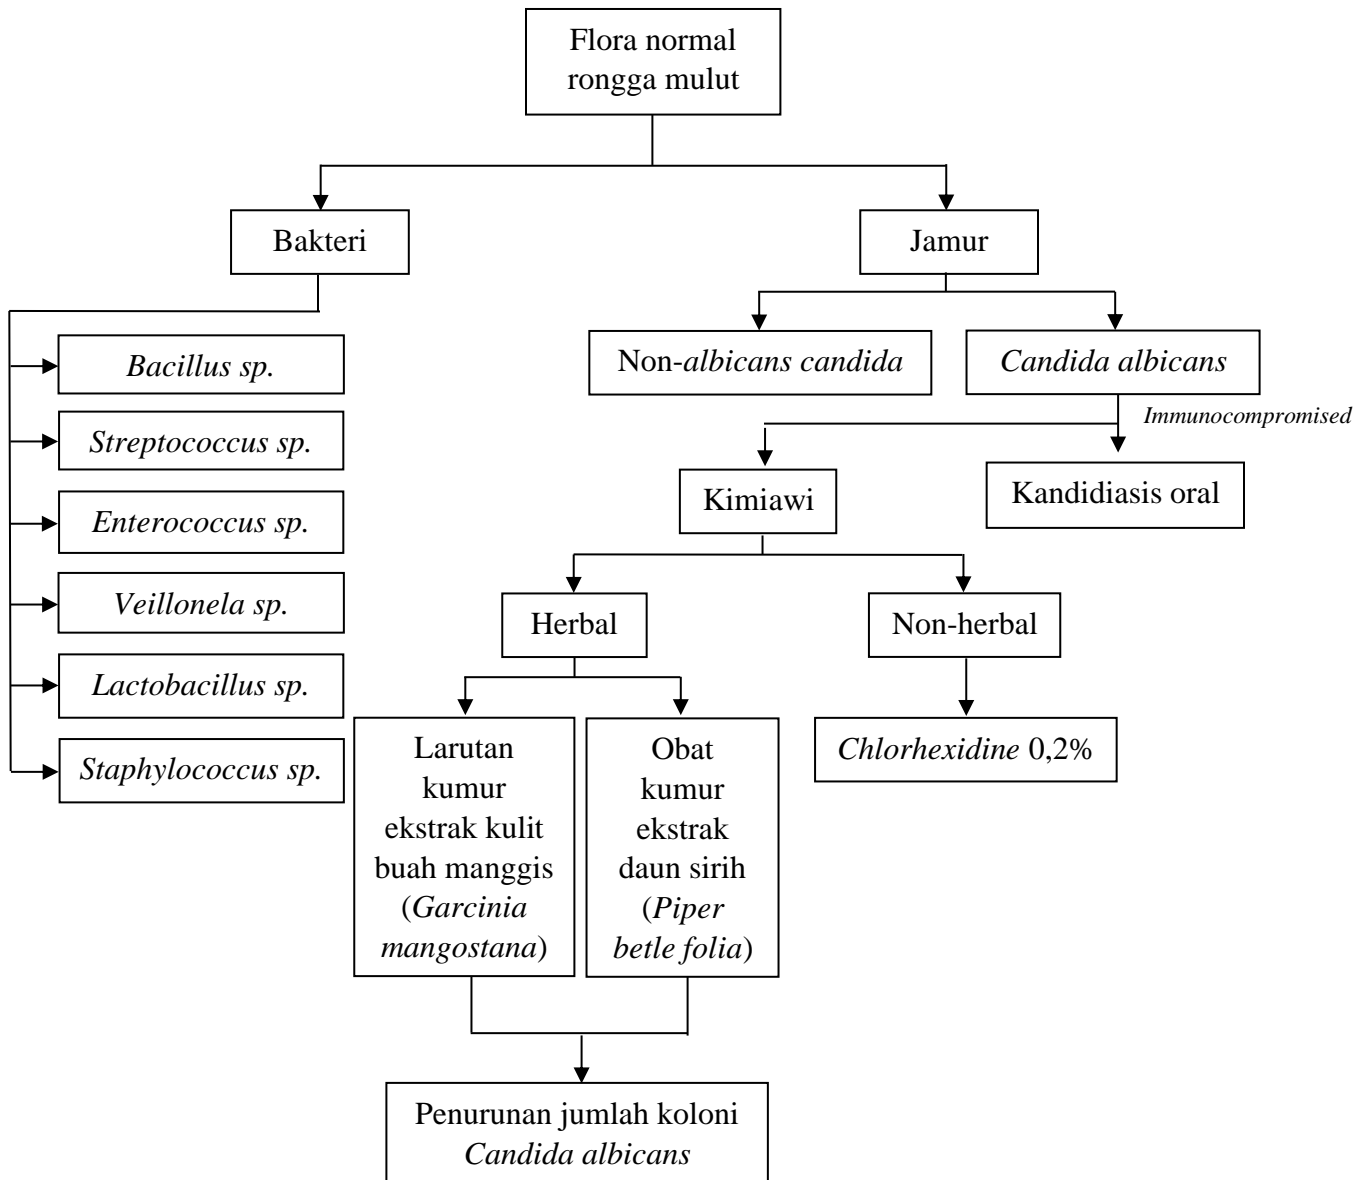 Flora normal
rongga mulut
Bakteri
Jamur
Bacillus sp.
Streptococcus sp.
Enterococcus sp.
Veillonela sp.
Lactobacillus sp.
Staphylococcus sp.
Non-albicans candida
Candida albicans
Immunocompromised
Kimiawi
Kandidiasis oral
Herbal
Non-herbal
Larutan
kumur
ekstrak kulit
buah manggis
(Garcinia
mangostana)
Obat
kumur
ekstrak
daun sirih
(Piper
betle folia)
Chlorhexidine 0,2%
Penurunan jumlah koloni
Candida albicans